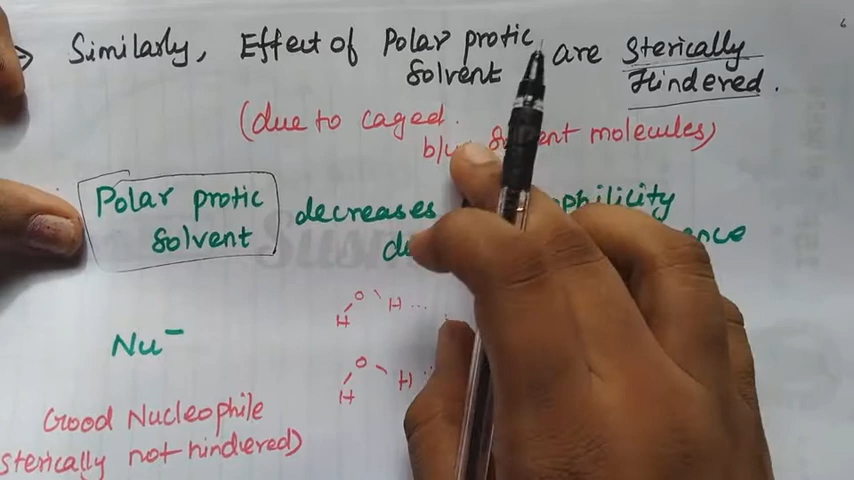 Similarly, Effect of Polar protic are Sterically
Solvent Hindered.
(due to caged
b/w molecules)
Polar protic decreases
Solvent
H O H ...
Nu⁻
H O H ..
Good Nucleophile
sterically not hindered)